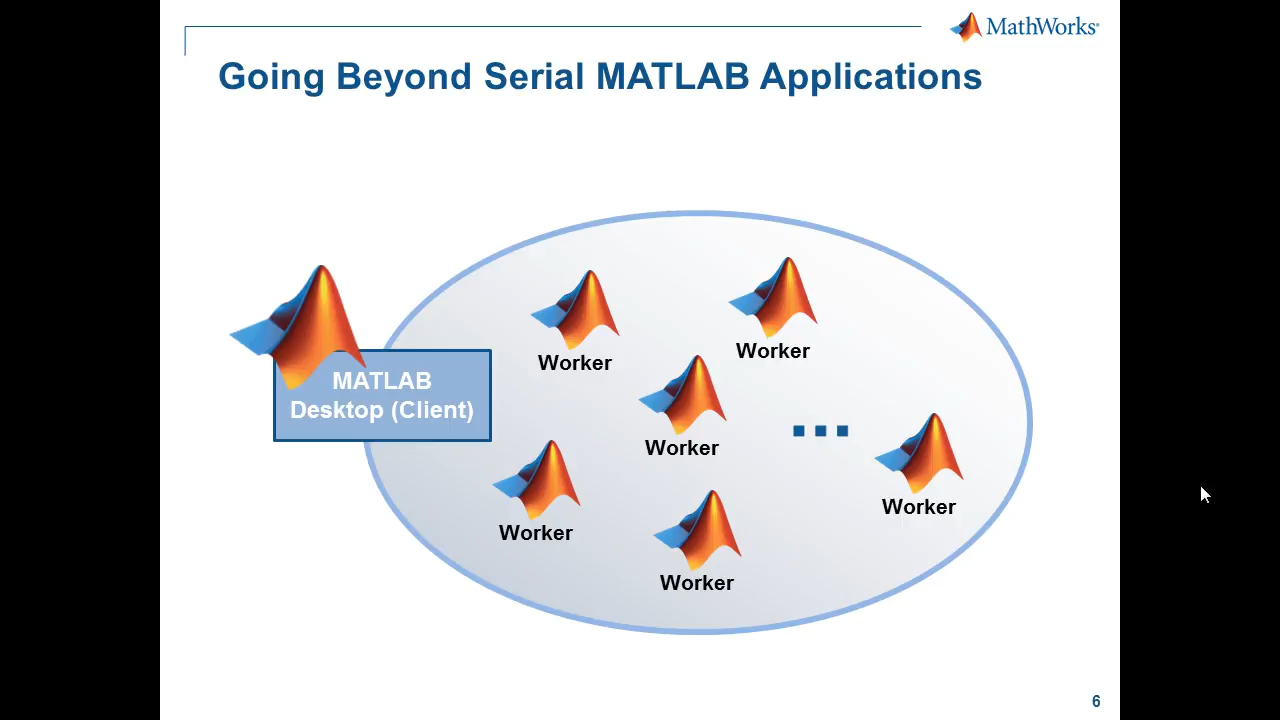 MathWorks®
Going Beyond Serial MATLAB Applications
MATLAB
Desktop (Client)
Worker
Worker
Worker
Worker
Worker
Worker
6